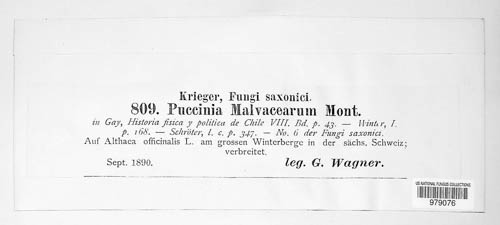 Krieger, Fungi saxonici.
809. Puccinia Malvacearum Mont.
in Gay, Historia fisica y politica de Chile VIII. Bd. p. 43. — Winter, I.
p. 168. — Schröter, l. c. p. 347. — No. 6 der Fungi saxonici.
Auf Althaea officinalis L. am grossen Winterberge in der sächs. Schweiz;
verbreitet.
Sept. 1890. leg. G. Wagner.
US NATIONAL FUNGUS COLLECTIONS
979076